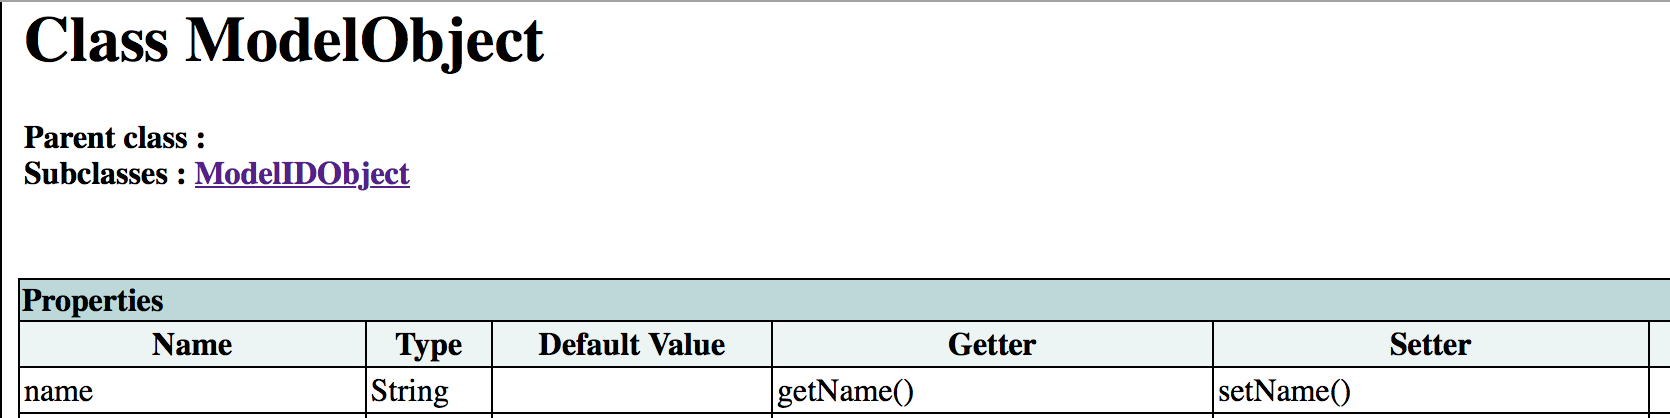 Class ModelObject
Parent class :
Subclasses : ModelIDObject
Properties
Name Type Default Value Getter Setter
name String getName() setName()